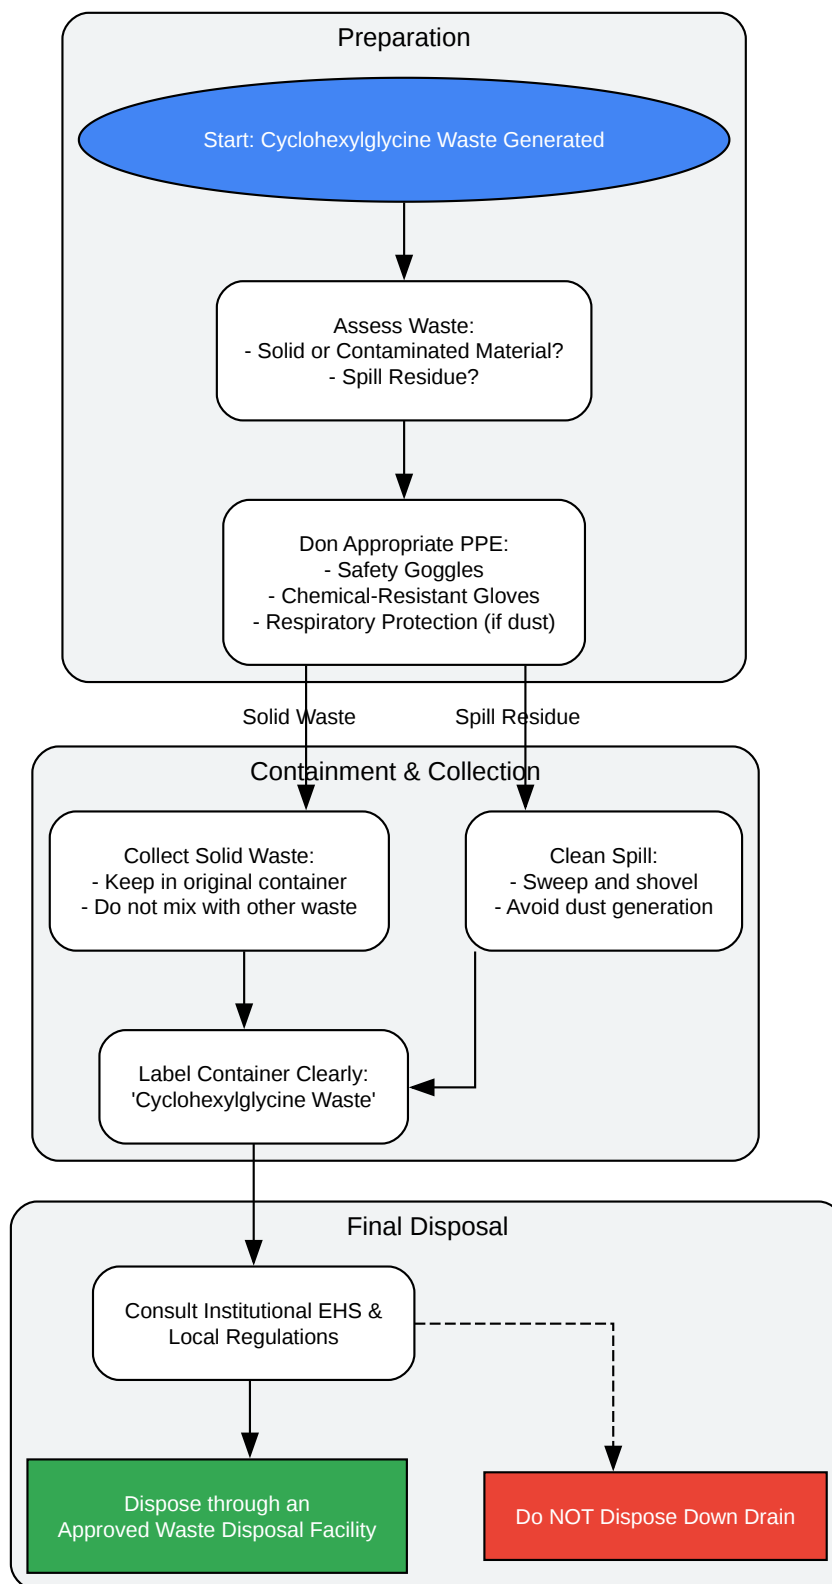 Preparation
Start: Cyclohexylglycine Waste Generated
Assess Waste:
- Solid or Contaminated Material?
- Spill Residue?
Don Appropriate PPE:
- Safety Goggles
- Chemical-Resistant Gloves
- Respiratory Protection (if dust)
Solid Waste
Spill Residue
Containment & Collection
Collect Solid Waste:
- Keep in original container
- Do not mix with other waste
Clean Spill:
- Sweep and shovel
- Avoid dust generation
Label Container Clearly:
'Cyclohexylglycine Waste'
Final Disposal
Consult Institutional EHS &
Local Regulations
Dispose through an
Approved Waste Disposal Facility
Do NOT Dispose Down Drain